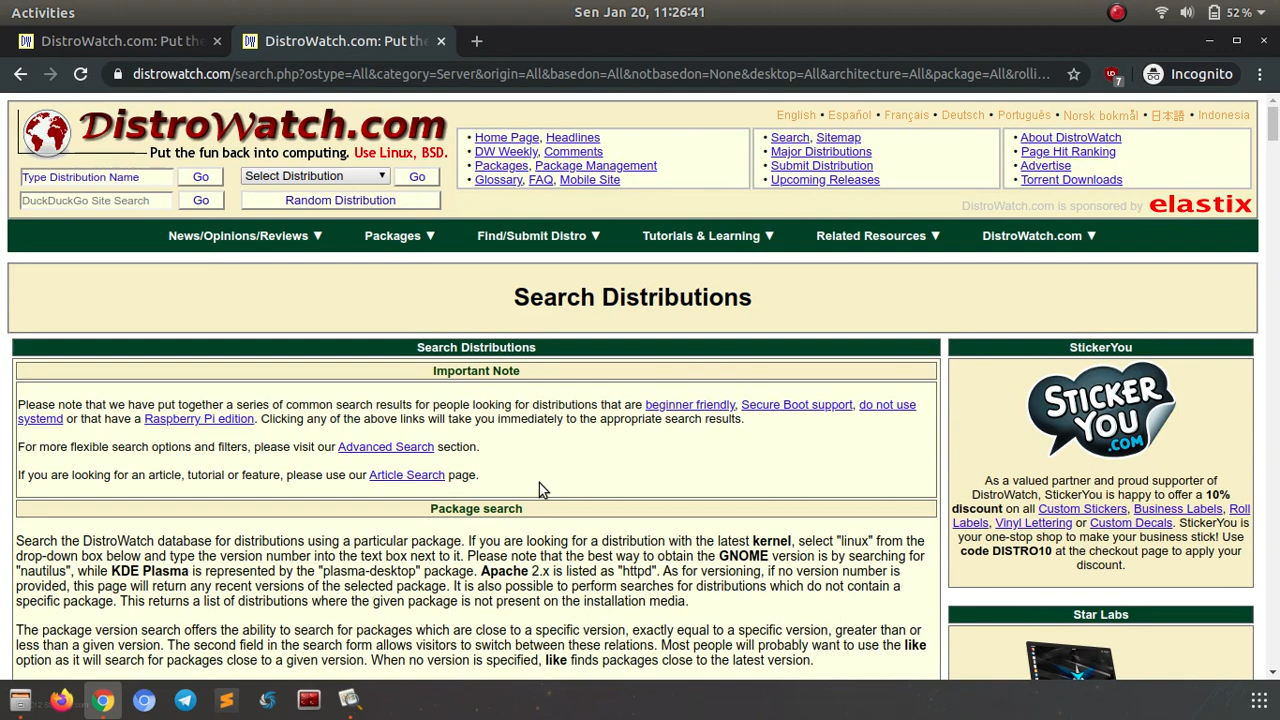 Activities
Sen Jan 20, 11:26:41
52 %
DistroWatch.com: Put the
DistroWatch.com: Put the
distrowatch.com/search.php?ostype=All&category=Server&origin=All&basedon=All&notbasedon=None&desktop=All&architecture=All&package=All&rolli...
7
Incognito
DistroWatch.com
Put the fun back into computing. Use Linux, BSD.
English - Español - Français - Deutsch - Português - Norsk bokmål - 日本語 - Indonesia
• Home Page, Headlines
• DW Weekly, Comments
• Packages, Package Management
• Glossary, FAQ, Mobile Site
• Search, Sitemap
• Major Distributions
• Submit Distribution
• Upcoming Releases
• About DistroWatch
• Page Hit Ranking
• Advertise
• Torrent Downloads
Type Distribution Name Go Select Distribution Go
DuckDuckGo Site Search Go Random Distribution
DistroWatch.com is sponsored by elastix
News/Opinions/Reviews ▼ Packages ▼ Find/Submit Distro ▼ Tutorials & Learning ▼ Related Resources ▼ DistroWatch.com ▼
Search Distributions
Search Distributions
Important Note
Please note that we have put together a series of common search results for people looking for distributions that are beginner friendly, Secure Boot support, do not use
systemd or that have a Raspberry Pi edition. Clicking any of the above links will take you immediately to the appropriate search results.
For more flexible search options and filters, please visit our Advanced Search section.
If you are looking for an article, tutorial or feature, please use our Article Search page.
Package search
Search the DistroWatch database for distributions using a particular package. If you are looking for a distribution with the latest kernel, select "linux" from the
drop-down box below and type the version number into the text box next to it. Please note that the best way to obtain the GNOME version is by searching for
"nautilus", while KDE Plasma is represented by the "plasma-desktop" package. Apache 2.x is listed as "httpd". As for versioning, if no version number is
provided, this page will return any recent versions of the selected package. It is also possible to perform searches for distributions which do not contain a
specific package. This returns a list of distributions where the given package is not present on the installation media.
The package version search offers the ability to search for packages which are close to a specific version, exactly equal to a specific version, greater than or
less than a given version. The second field in the search form allows visitors to switch between these relations. Most people will probably want to use the like
option as it will search for packages close to a given version. When no version is specified, like finds packages close to the latest version.
StickerYou
STICKER
YOU
.COM
As a valued partner and proud supporter of
DistroWatch, StickerYou is happy to offer a 10%
discount on all Custom Stickers, Business Labels, Roll
Labels, Vinyl Lettering or Custom Decals. StickerYou is
your one-stop shop to make your business stick! Use
code DISTRO10 at the checkout page to apply your
discount.
Star Labs